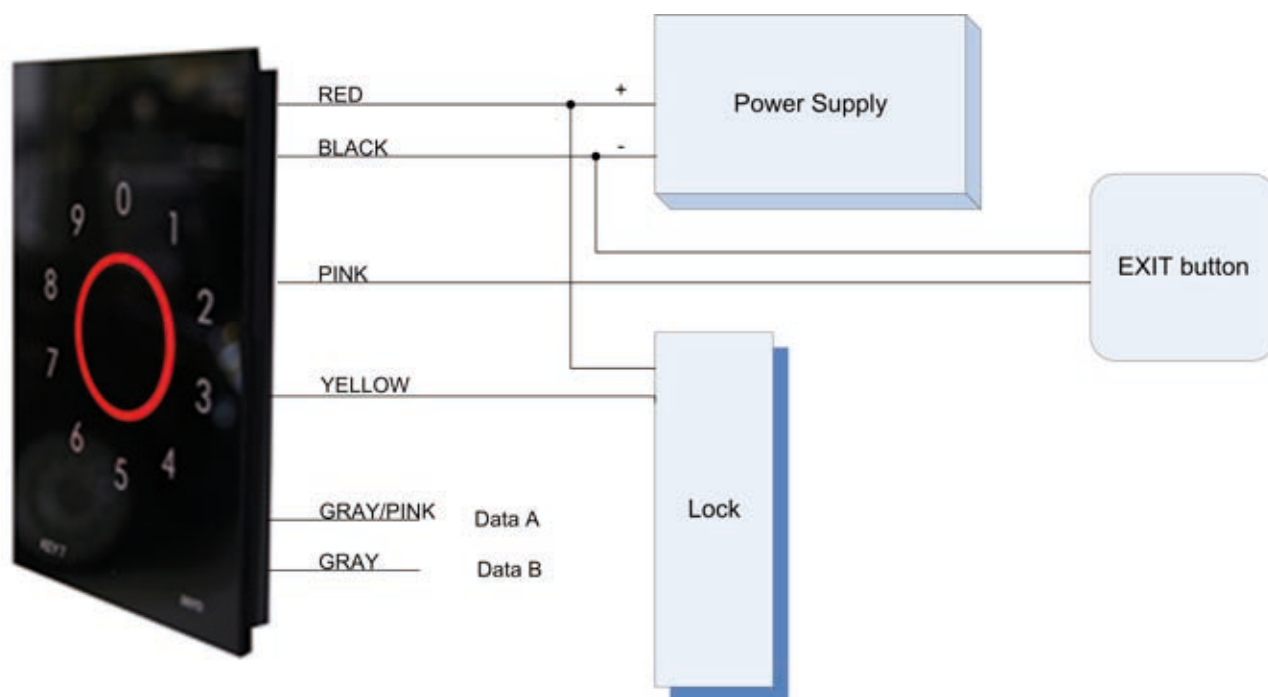 RED
+
Power Supply
BLACK
-
EXIT button
PINK
YELLOW
Lock
GRAY/PINK Data A
GRAY Data B
0
1
2
3
4
5
6
7
8
9